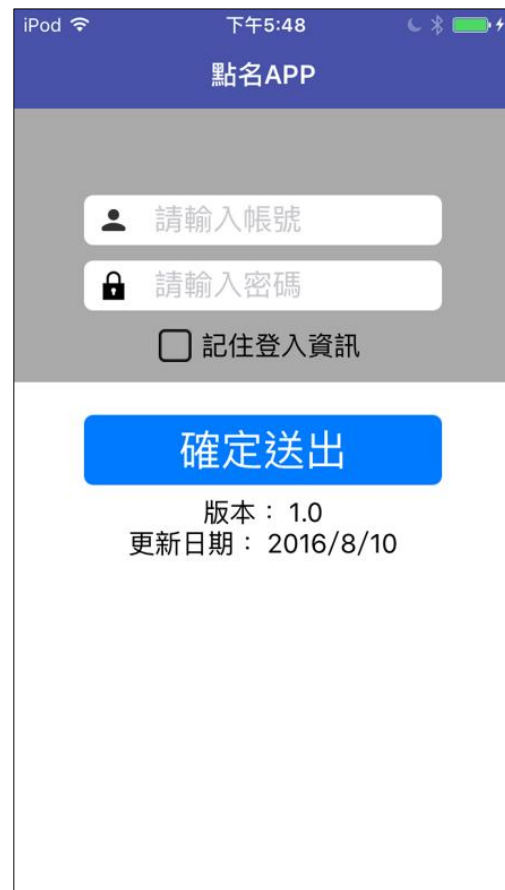 iPod 下午5:48
點名APP
請輸入帳號
請輸入密碼
記住登入資訊
確定送出
版本： 1.0
更新日期： 2016/8/10